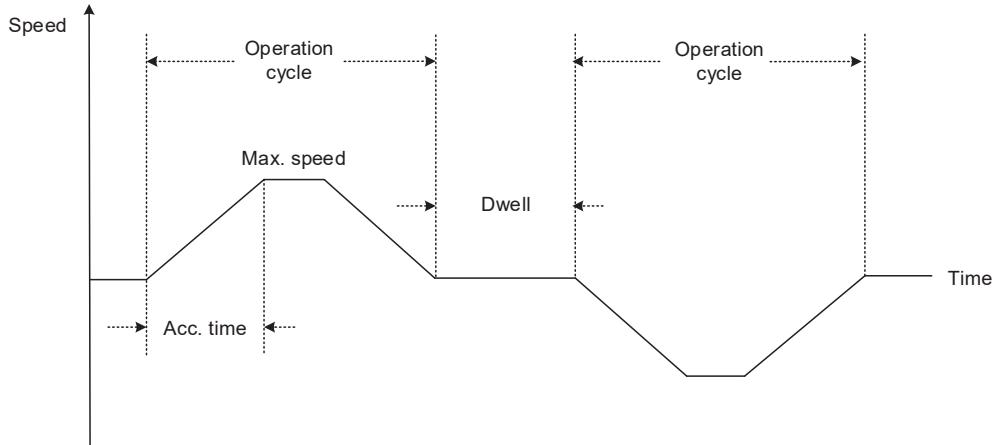 Speed
Operation
cycle
Operation
cycle
Max. speed
Dwell
Time
Acc. time